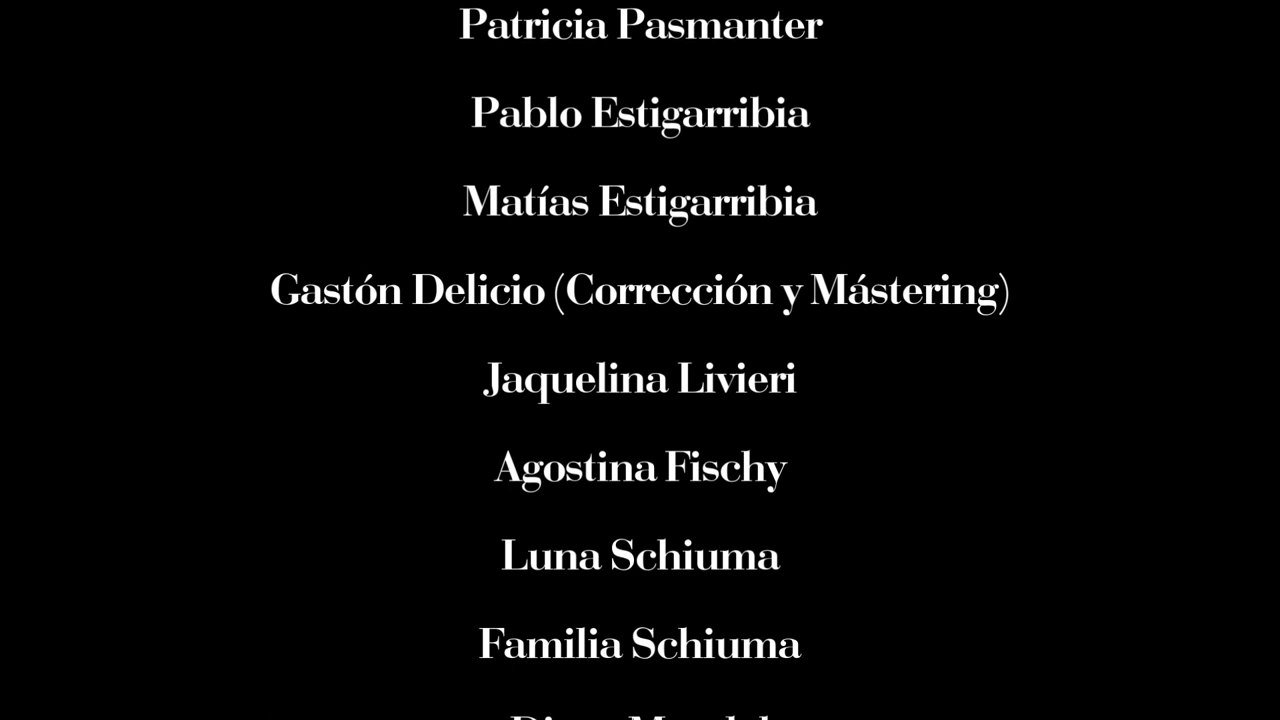 Patricia Pasmanter
Pablo Estigarribia
Matías Estigarribia
Gastón Delicio (Corrección y Mástering)
Jaquelina Livieri
Agostina Fischy
Luna Schiuma
Familia Schiuma